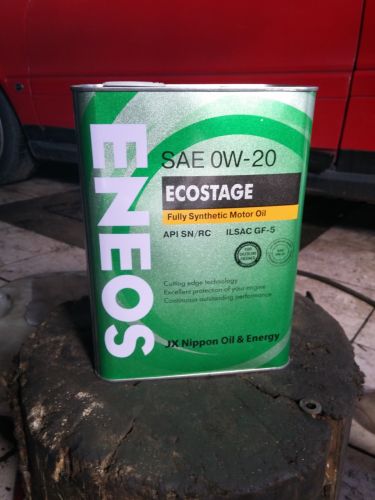 ENEOS
SAE 0W-20
ECOSTAGE
Fully Synthetic Motor Oil
API SN/RC ILSAC GF-5
Cutting edge technology
Excellent protection of your engine
Continuous outstanding performance
JX Nippon Oil & Energy